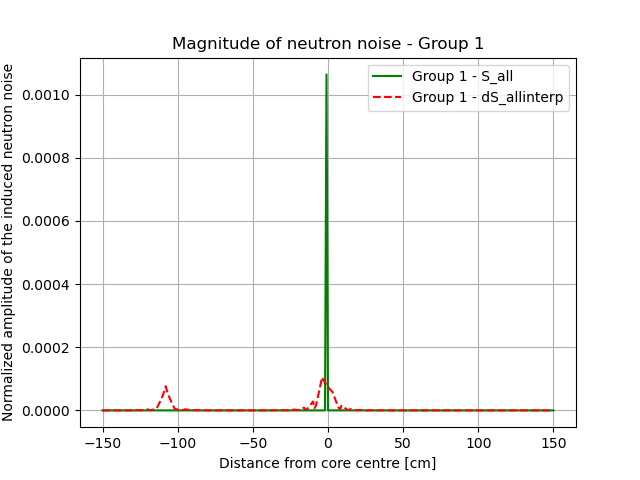 Magnitude of neutron noise - Group 1
Group 1 - S_all
Group 1 - dS_allinterp
Normalized amplitude of the induced neutron noise
0.0010
0.0008
0.0006
0.0004
0.0002
0.0000
−150 −100 −50 0 50 100 150
Distance from core centre [cm]